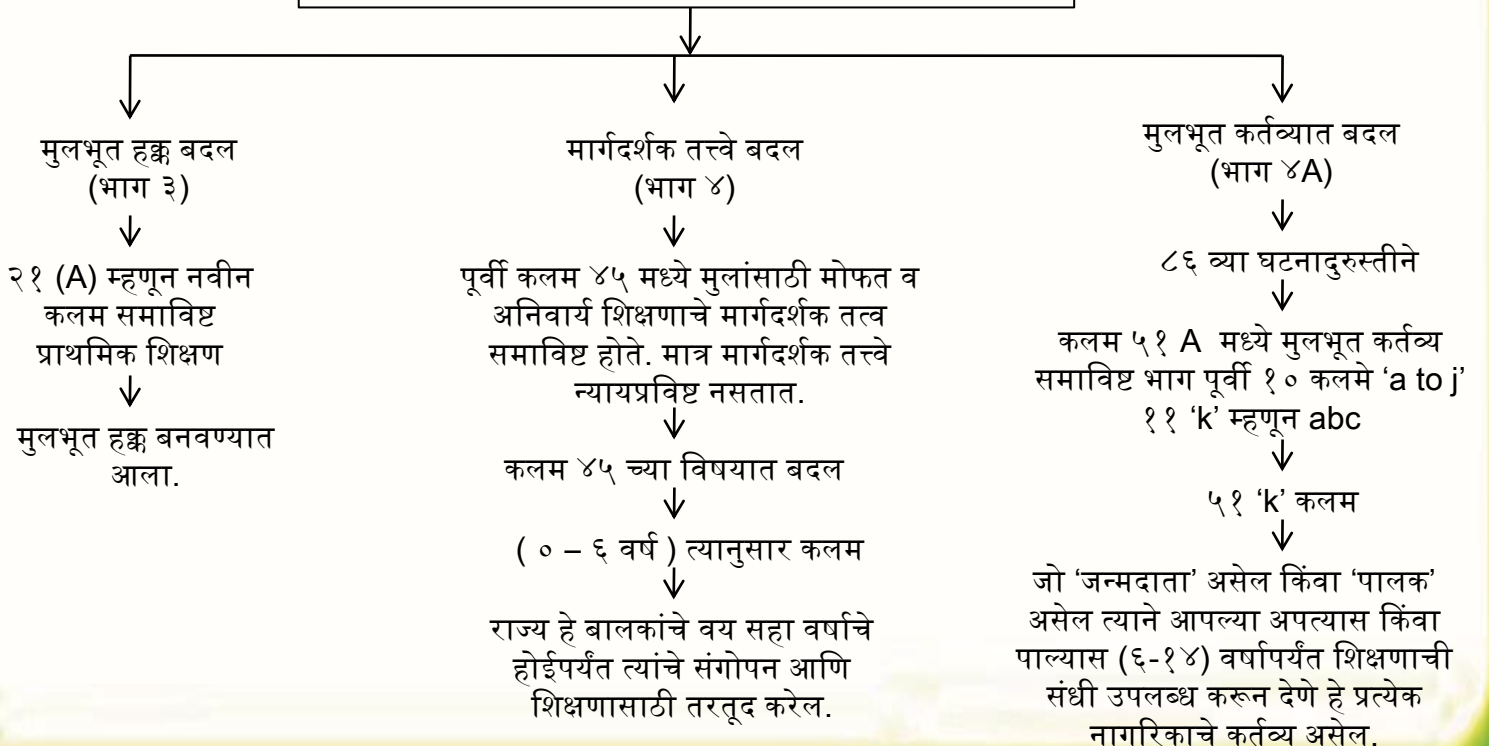 मुलभूत हक्क बदल
(भाग ३)
२१ (A) म्हणून नवीन
कलम समाविष्ट
प्राथमिक शिक्षण
मुलभूत हक्क बनवण्यात
आला.
मार्गदर्शक तत्त्वे बदल
(भाग ४)
पूर्वी कलम ४५ मध्ये मुलांसाठी मोफत व
अनिवार्य शिक्षणाचे मार्गदर्शक तत्व
समाविष्ट होते. मात्र मार्गदर्शक तत्त्वे
न्यायप्रविष्ट नसतात.
कलम ४५ च्या विषयात बदल
( ० – ६ वर्ष ) त्यानुसार कलम
राज्य हे बालकांचे वय सहा वर्षाचे
होईपर्यंत त्यांचे संगोपन आणि
शिक्षणासाठी तरतूद करेल.
मुलभूत कर्तव्यात बदल
(भाग ४A)
८६ व्या घटनादुरुस्तीने
कलम ५१ A मध्ये मुलभूत कर्तव्य
समाविष्ट भाग पूर्वी १० कलमे ‘a to j’
११ ‘k’ म्हणून abc
५१ ‘k’ कलम
जो ‘जन्मदाता’ असेल किंवा ‘पालक’
असेल त्याने आपल्या अपत्यास किंवा
पाल्यास (६-१४) वर्षापर्यंत शिक्षणाची
संधी उपलब्ध करून देणे हे प्रत्येक
नागरिकाचे कर्तव्य असेल.